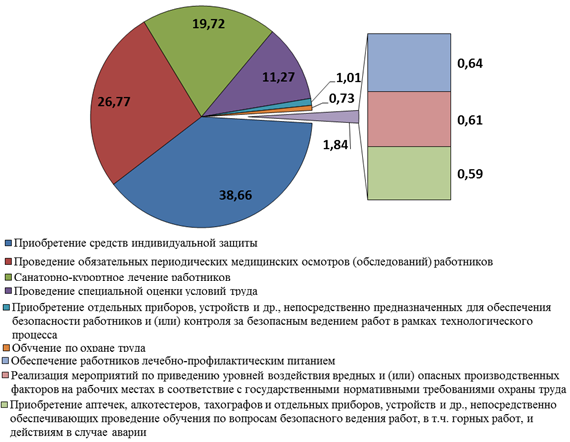 19,72
11,27
1,01
0,73
26,77
1,84
38,66
0,64
0,61
0,59
Приобретение средств индивидуальной защиты
Проведение обязательных периодических медицинских осмотров (обследований) работников
Санаторно-курортное лечение работников
Проведение специальной оценки условий труда
Приобретение отдельных приборов, устройств и др., непосредственно предназначенных для обеспечения
безопасности работников и (или) контроля за безопасным ведением работ в рамках технологического
процесса
Обучение по охране труда
Обеспечение работников лечебно-профилактическим питанием
Реализация мероприятий по приведению уровней воздействия вредных и (или) опасных производственных
факторов на рабочих местах в соответствие с государственными нормативными требованиями охраны труда
Приобретение аптечек, алкотестеров, тахографов и отдельных приборов, устройств и др., непосредственно
обеспечивающих проведение обучения по вопросам безопасного ведения работ, в т.ч. горных работ, и
действиям в случае аварии